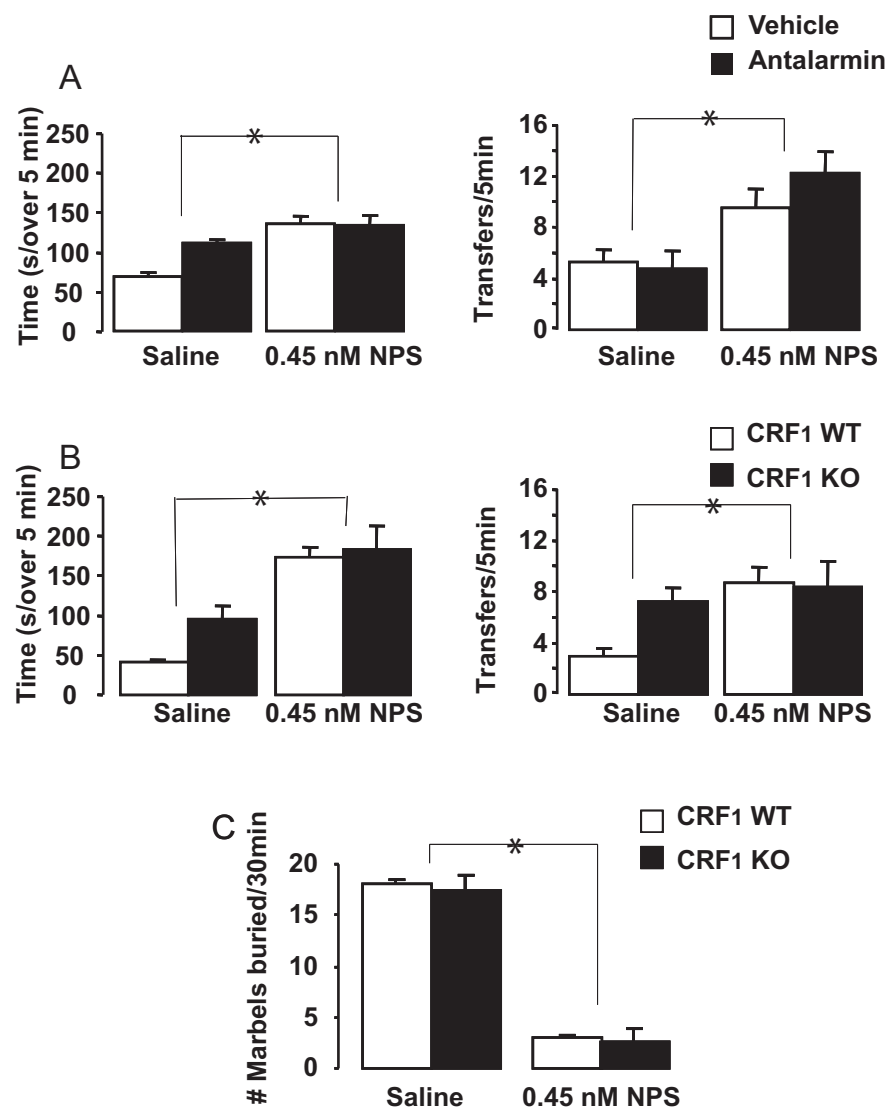 Vehicle
Antalarmin
A
Time (s/over 5 min)
250
200
150
100
50
0
*
Saline
0.45 nM NPS
Transfers/5min
16
12
8
4
0
*
Saline
0.45 nM NPS
CRF1 WT
CRF1 KO
B
Time (s/over 5 min)
250
200
150
100
50
0
*
Saline
0.45 nM NPS
Transfers/5min
16
12
8
4
0
*
Saline
0.45 nM NPS
C
CRF1 WT
CRF1 KO
# Marbels buried/30min
20
15
10
5
0
*
Saline
0.45 nM NPS